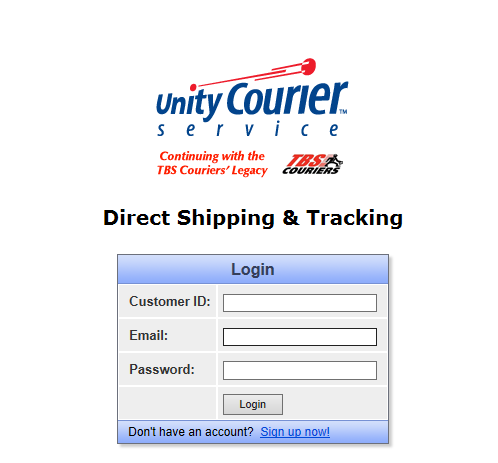 Unity Courier™
service
Continuing with the
TBS Couriers' Legacy
TBS
COURIERS
Direct Shipping & Tracking
Login
Customer ID:
Email:
Password:
Login
Don't have an account? Sign up now!